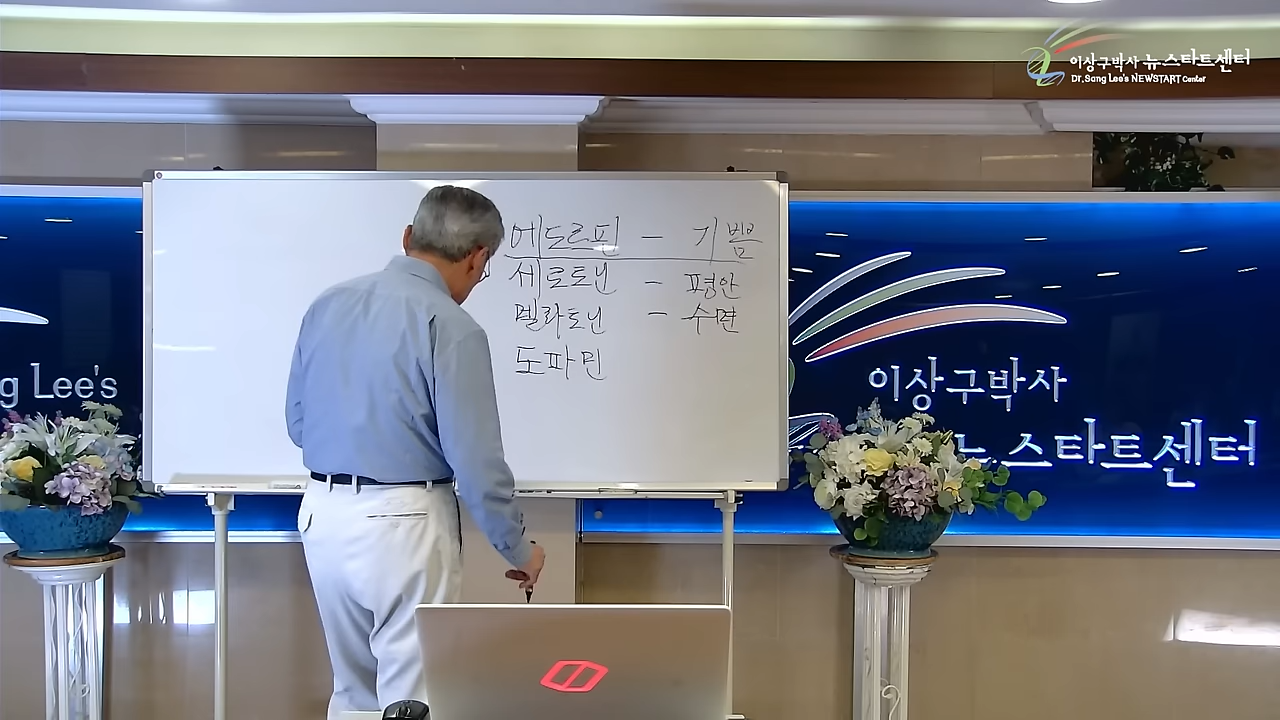 이상구박사 뉴스타트센터
Dr.Sang Lee's NEWSTART Center
에도르핀 - 기쁨
세로토닌 - 평안
멜라토닌 - 수면
도파민
g Lee's
이상구박사
뉴스타트센터